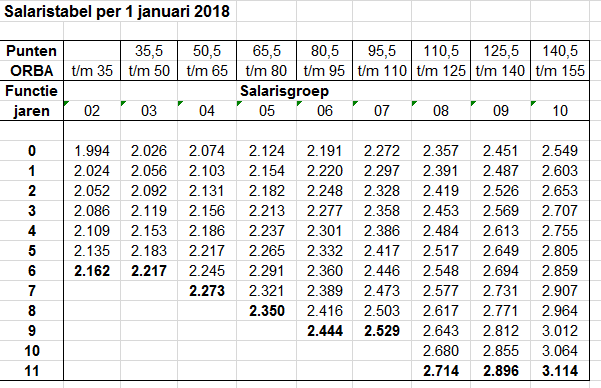 Salaristabel per 1 januari 2018
Punten 35,5 50,5 65,5 80,5 95,5 110,5 125,5 140,5
ORBA t/m 35 t/m 50 t/m 65 t/m 80 t/m 95 t/m 110 t/m 125 t/m 140 t/m 155
Functie Salarisgroep
jaren 02 03 04 05 06 07 08 09 10
0 1.994 2.026 2.074 2.124 2.191 2.272 2.357 2.451 2.549
1 2.024 2.056 2.103 2.154 2.220 2.297 2.391 2.487 2.603
2 2.052 2.092 2.131 2.182 2.248 2.328 2.419 2.526 2.653
3 2.086 2.119 2.156 2.213 2.277 2.358 2.453 2.569 2.707
4 2.109 2.153 2.186 2.237 2.301 2.386 2.484 2.613 2.755
5 2.135 2.183 2.217 2.265 2.332 2.417 2.517 2.649 2.805
6 2.162 2.217 2.245 2.291 2.360 2.446 2.548 2.694 2.859
7 2.273 2.321 2.389 2.473 2.577 2.731 2.907
8 2.350 2.416 2.503 2.617 2.771 2.964
9 2.444 2.529 2.643 2.812 3.012
10 2.680 2.855 3.064
11 2.714 2.896 3.114